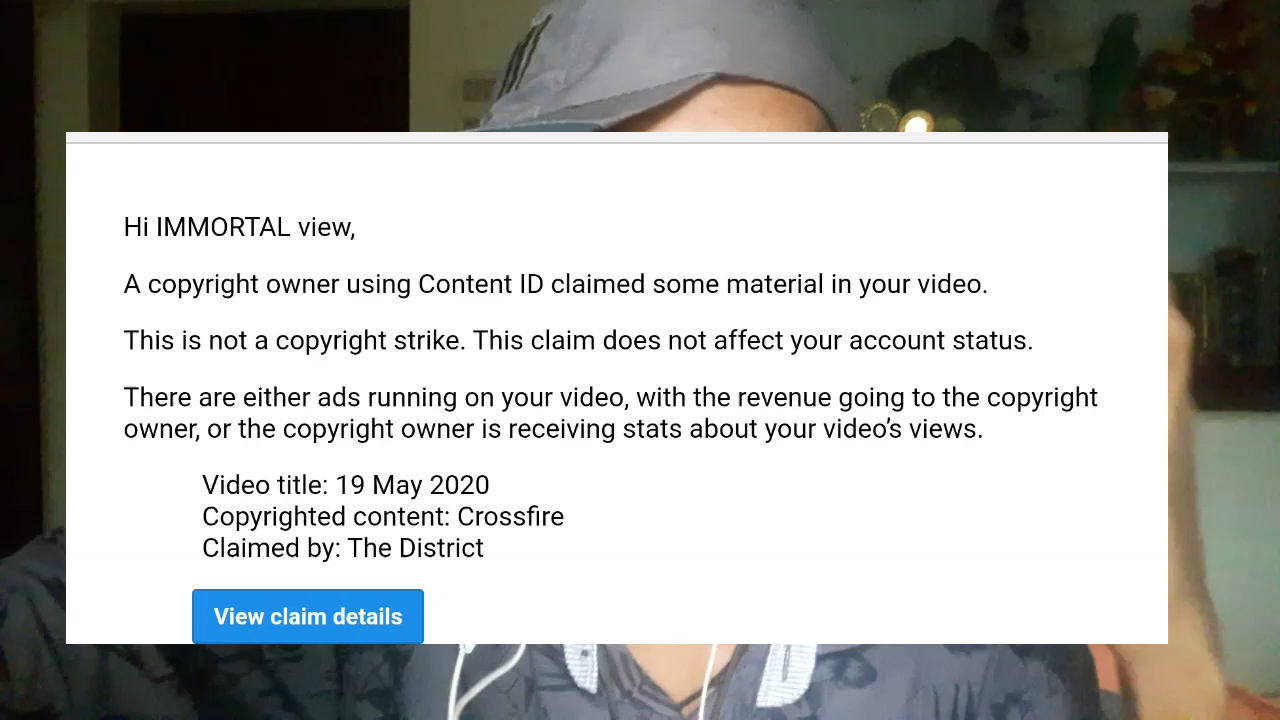 Hi IMMORTAL view,
A copyright owner using Content ID claimed some material in your video.
This is not a copyright strike. This claim does not affect your account status.
There are either ads running on your video, with the revenue going to the copyright
owner, or the copyright owner is receiving stats about your video’s views.
Video title: 19 May 2020
Copyrighted content: Crossfire
Claimed by: The District
View claim details